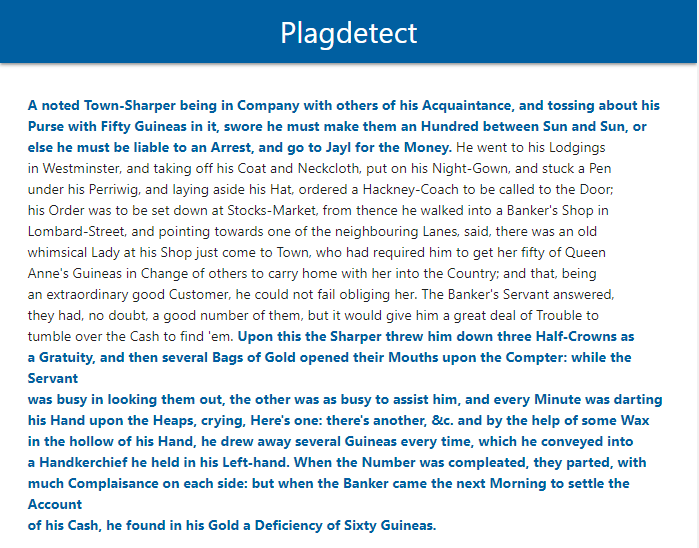 Plagdetect
A noted Town-Sharper being in Company with others of his Acquaintance, and tossing about his
Purse with Fifty Guineas in it, swore he must make them an Hundred between Sun and Sun, or
else he must be liable to an Arrest, and go to Jayl for the Money. He went to his Lodgings
in Westminster, and taking off his Coat and Neckcloth, put on his Night-Gown, and stuck a Pen
under his Perriwig, and laying aside his Hat, ordered a Hackney-Coach to be called to the Door;
his Order was to be set down at Stocks-Market, from thence he walked into a Banker's Shop in
Lombard-Street, and pointing towards one of the neighbouring Lanes, said, there was an old
whimsical Lady at his Shop just come to Town, who had required him to get her fifty of Queen
Anne's Guineas in Change of others to carry home with her into the Country; and that, being
an extraordinary good Customer, he could not fail obliging her. The Banker's Servant answered,
they had, no doubt, a good number of them, but it would give him a great deal of Trouble to
tumble over the Cash to find 'em. Upon this the Sharper threw him down three Half-Crowns as
a Gratuity, and then several Bags of Gold opened their Mouths upon the Compter: while the
Servant
was busy in looking them out, the other was as busy to assist him, and every Minute was darting
his Hand upon the Heaps, crying, Here's one: there's another, &c. and by the help of some Wax
in the hollow of his Hand, he drew away several Guineas every time, which he conveyed into
a Handkerchief he held in his Left-hand. When the Number was compleated, they parted, with
much Complaisance on each side: but when the Banker came the next Morning to settle the
Account
of his Cash, he found in his Gold a Deficiency of Sixty Guineas.